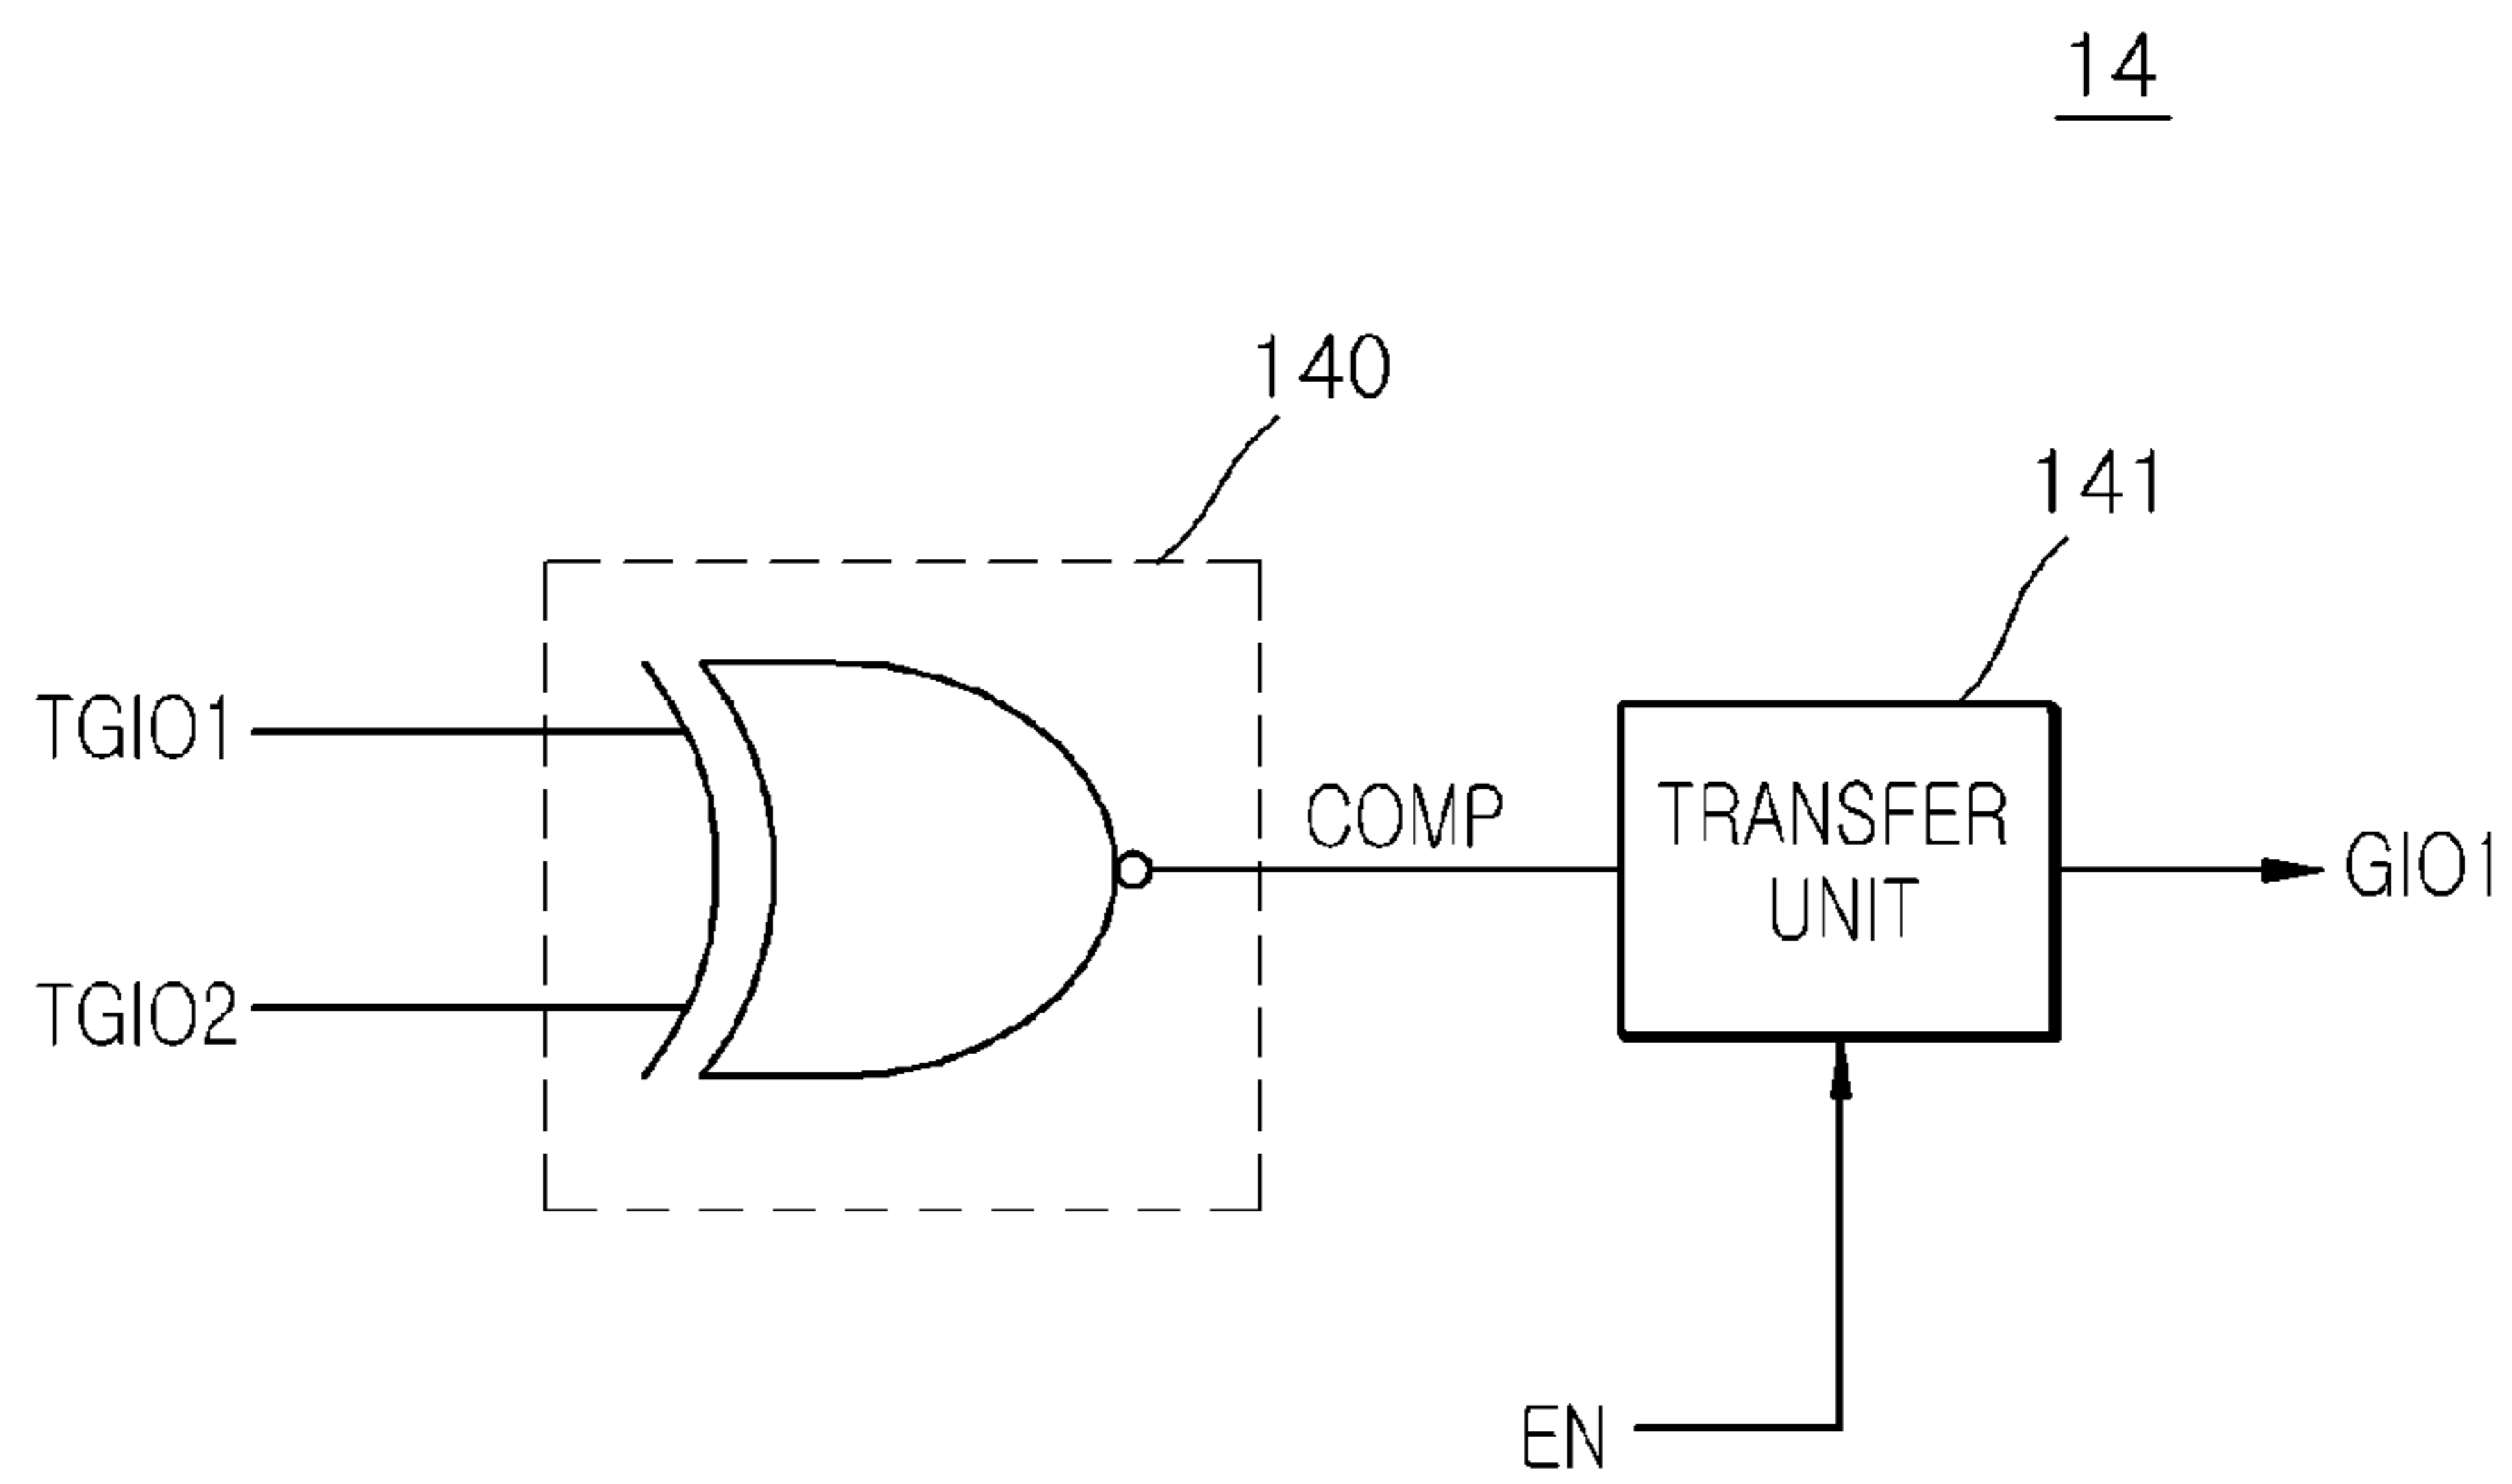 14
140
141
TGIO1
COMP
TRANSFER
UNIT
GIO1
TGIO2
EN